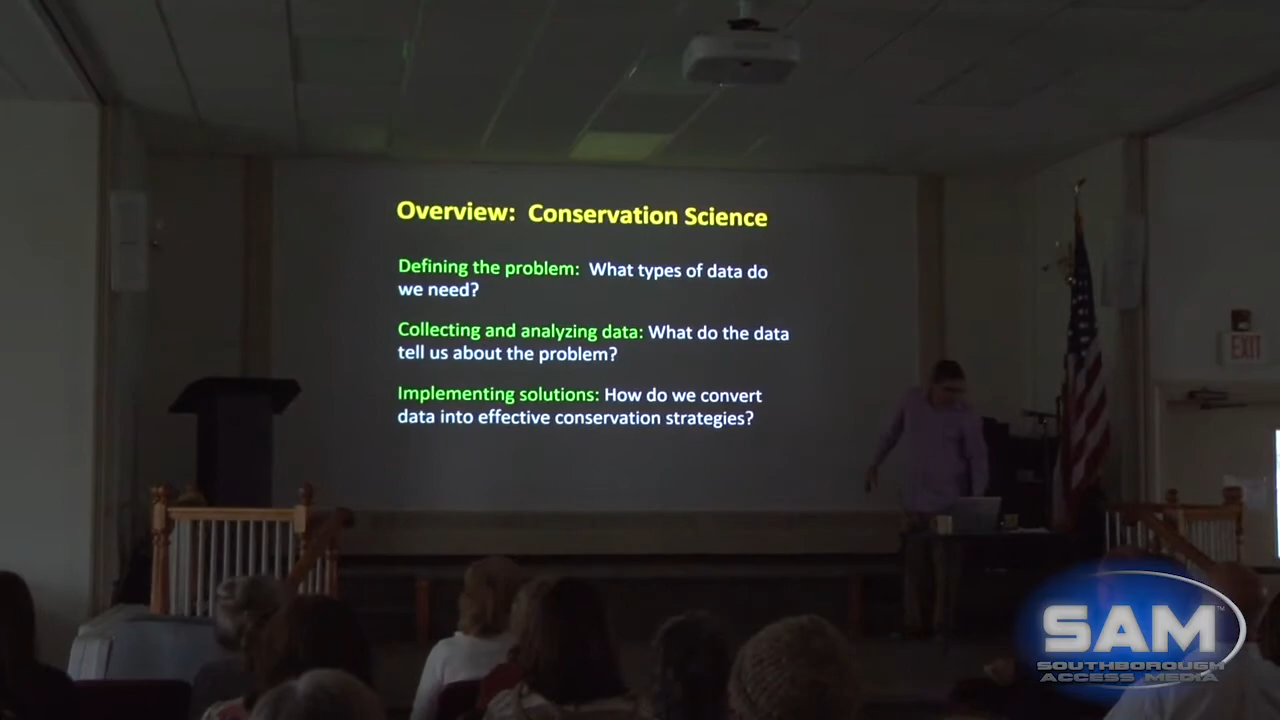 Overview:  Conservation Science
Defining the problem:  What types of data do
we need?
Collecting and analyzing data: What do the data
tell us about the problem?
Implementing solutions: How do we convert
data into effective conservation strategies?
EXIT
SAM™
SOUTHBOROUGH
ACCESS MEDIA